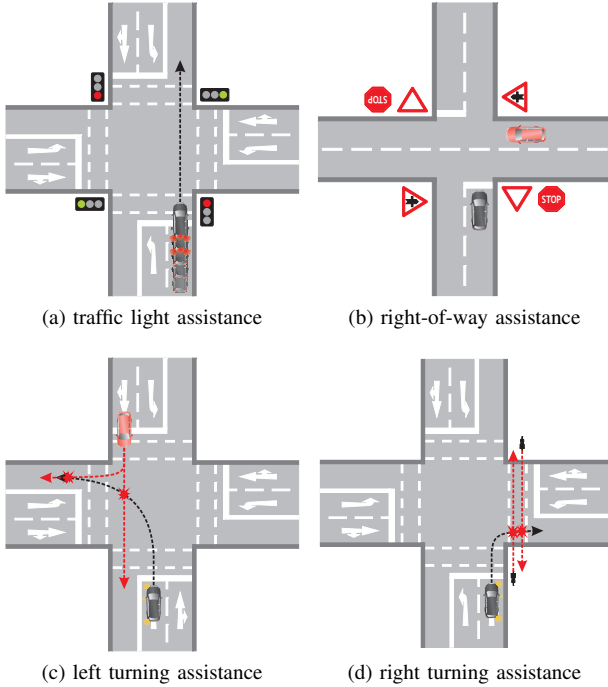 STOP
STOP
(a) traffic light assistance
(b) right-of-way assistance
(c) left turning assistance
(d) right turning assistance